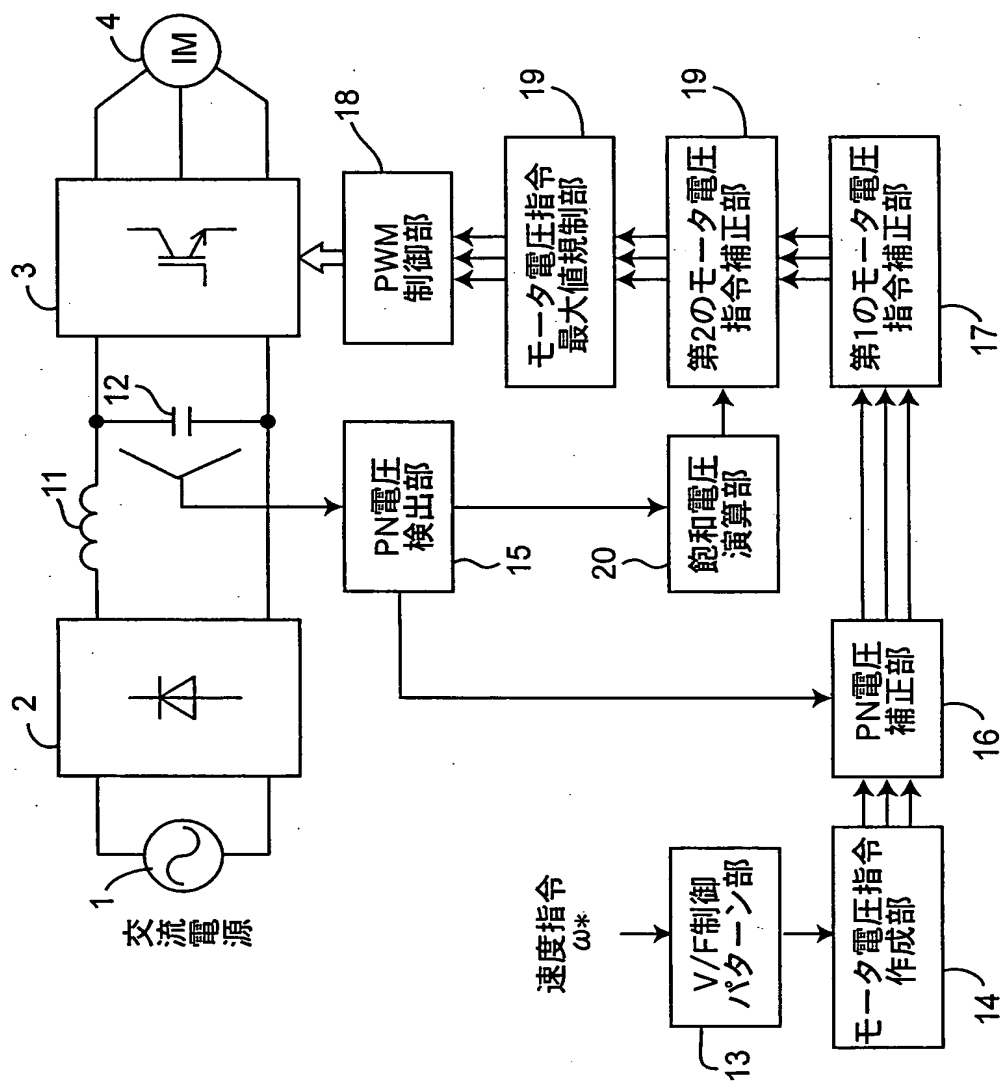 交流電源
1
2
11
12
3
4
IM
18
PWM
制御部
PN電圧
検出部
15
19
モータ電圧指令
最大値規制部
飽和電圧
演算部
20
19
第2のモータ電圧
指令補正部
速度指令
ω*
V/F制御
パターン部
13
モータ電圧指令
作成部
14
PN電圧
補正部
16
第1のモータ電圧
指令補正部
17